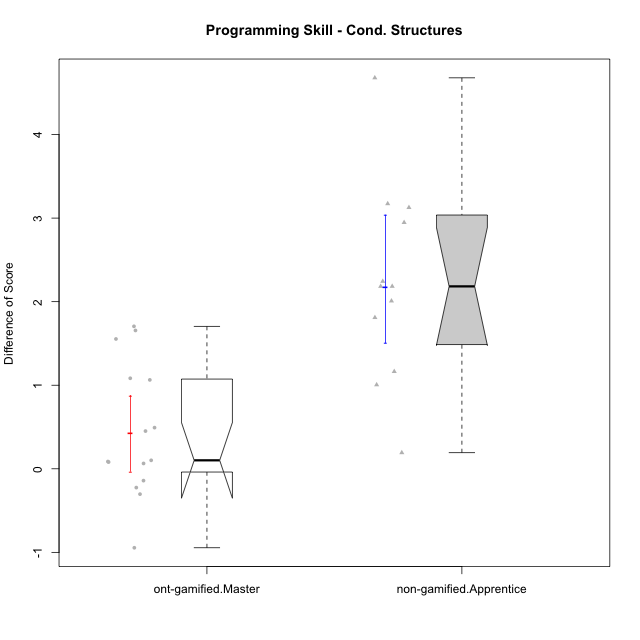 Programming Skill - Cond. Structures
Difference of Score
4
3
2
1
0
-1
ont-gamified.Master
non-gamified.Apprentice